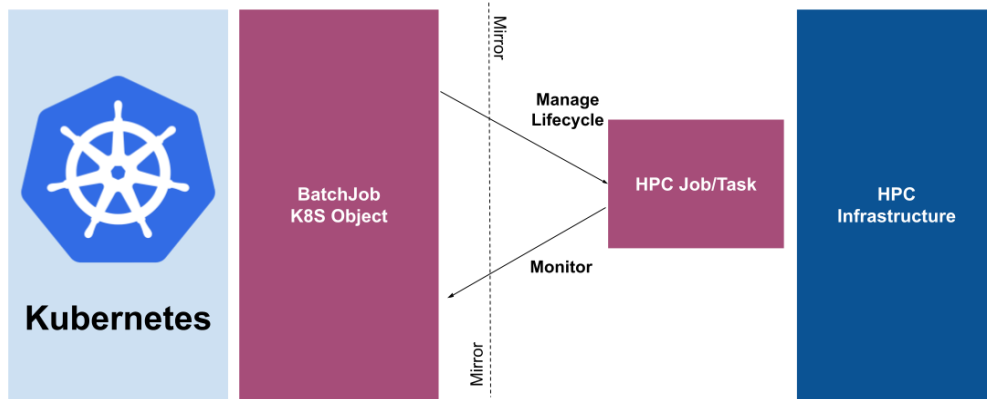 Kubernetes
BatchJob
K8S Object
Mirror
Mirror
Manage
Lifecycle
Monitor
HPC Job/Task
HPC
Infrastructure